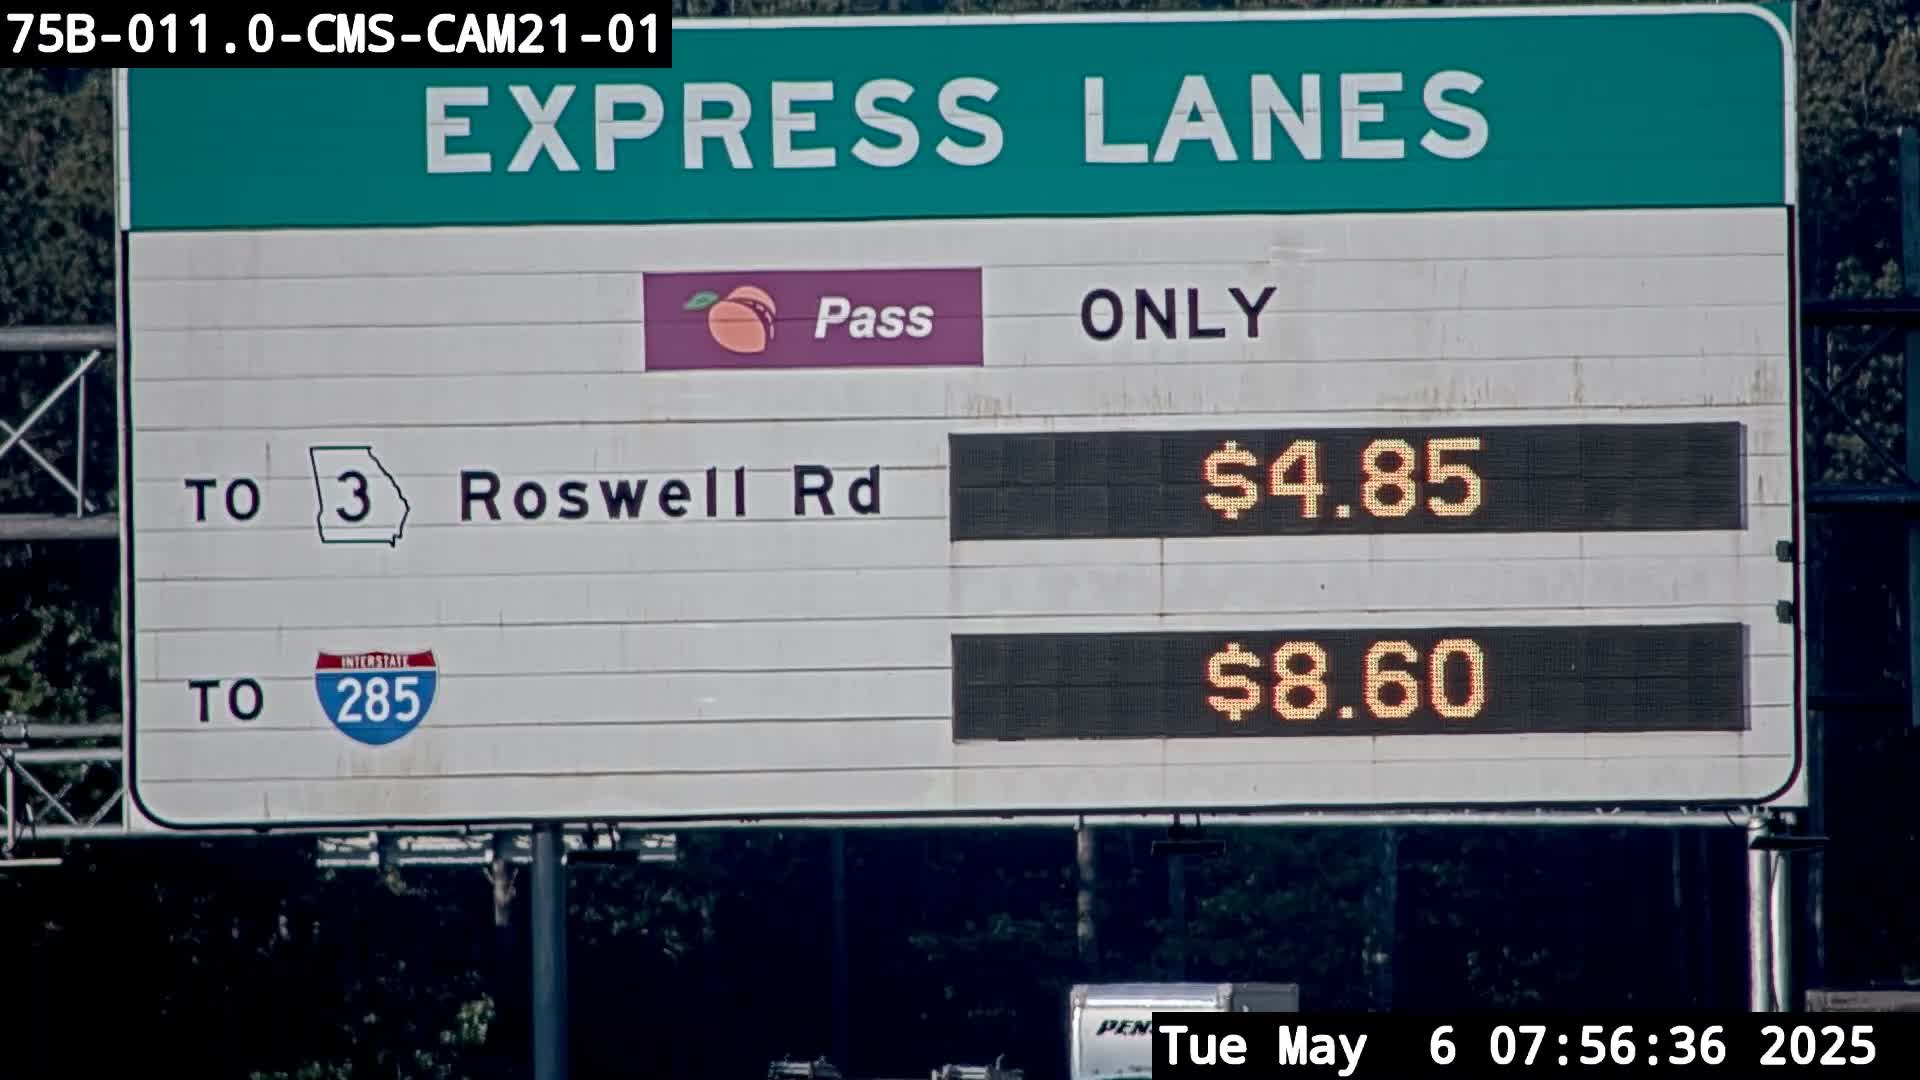 75B-011.0-CMS-CAM21-01
EXPRESS LANES
Pass ONLY
TO 3 Roswell Rd $4.85
INTERSTATE
TO 285 $8.60
Tue May 6 07:56:36 2025